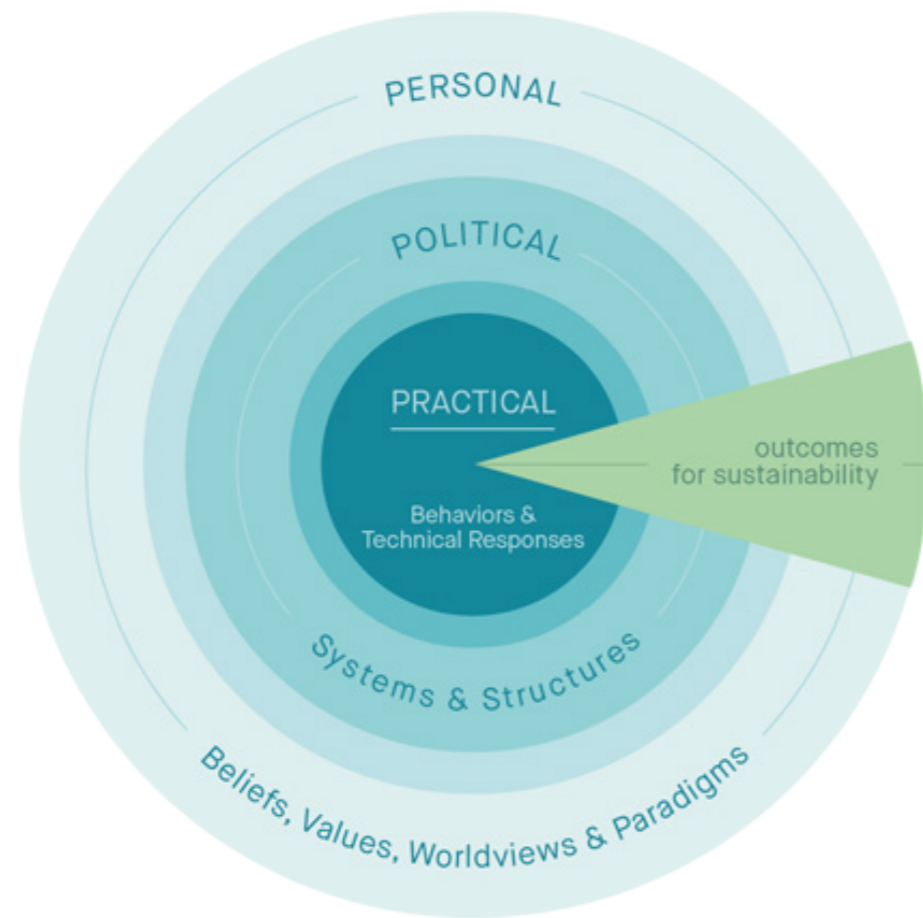 PERSONAL
POLITICAL
PRACTICAL
Behaviors &
Technical Responses
outcomes
for sustainability
Systems & Structures
Beliefs, Values, Worldviews & Paradigms